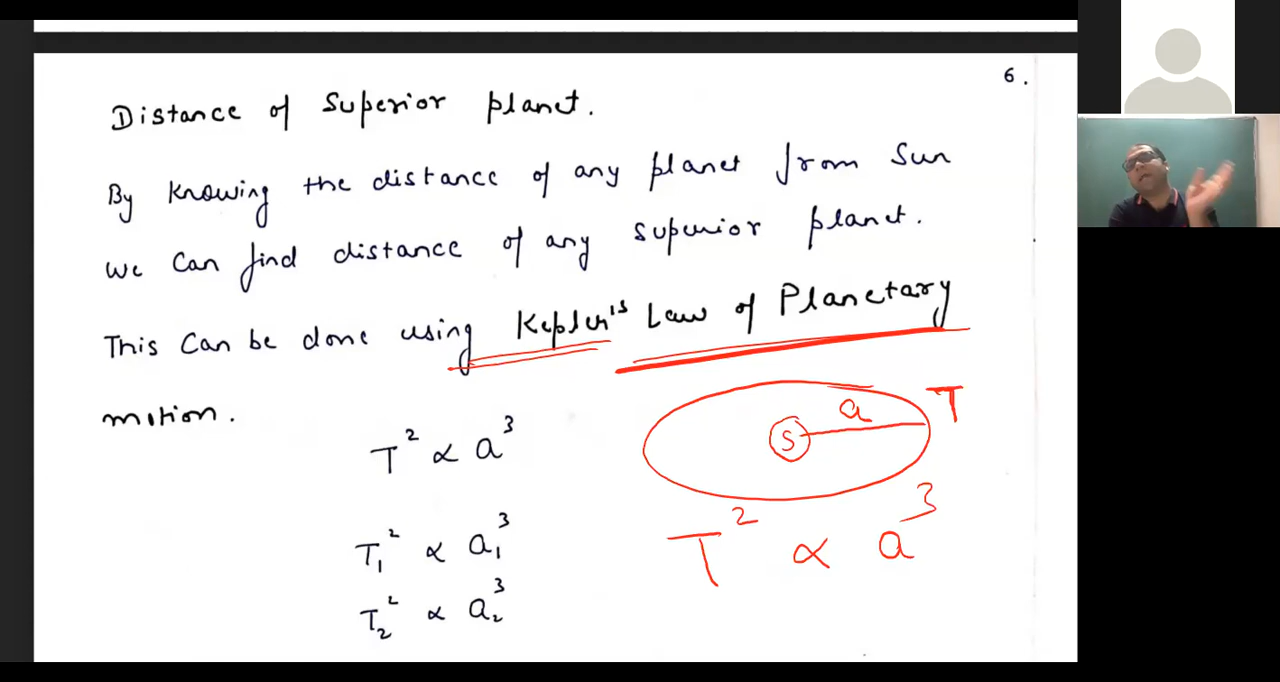 6.
Distance of Superior planet.
By knowing the distance of any planet from Sun
we can find distance of any superior planet.
This can be done using Kepler's Law of Planetary
motion.
T² ∝ a³
T₁² ∝ a₁³
T₂² ∝ a₂³
a T
S
T² ∝ a³